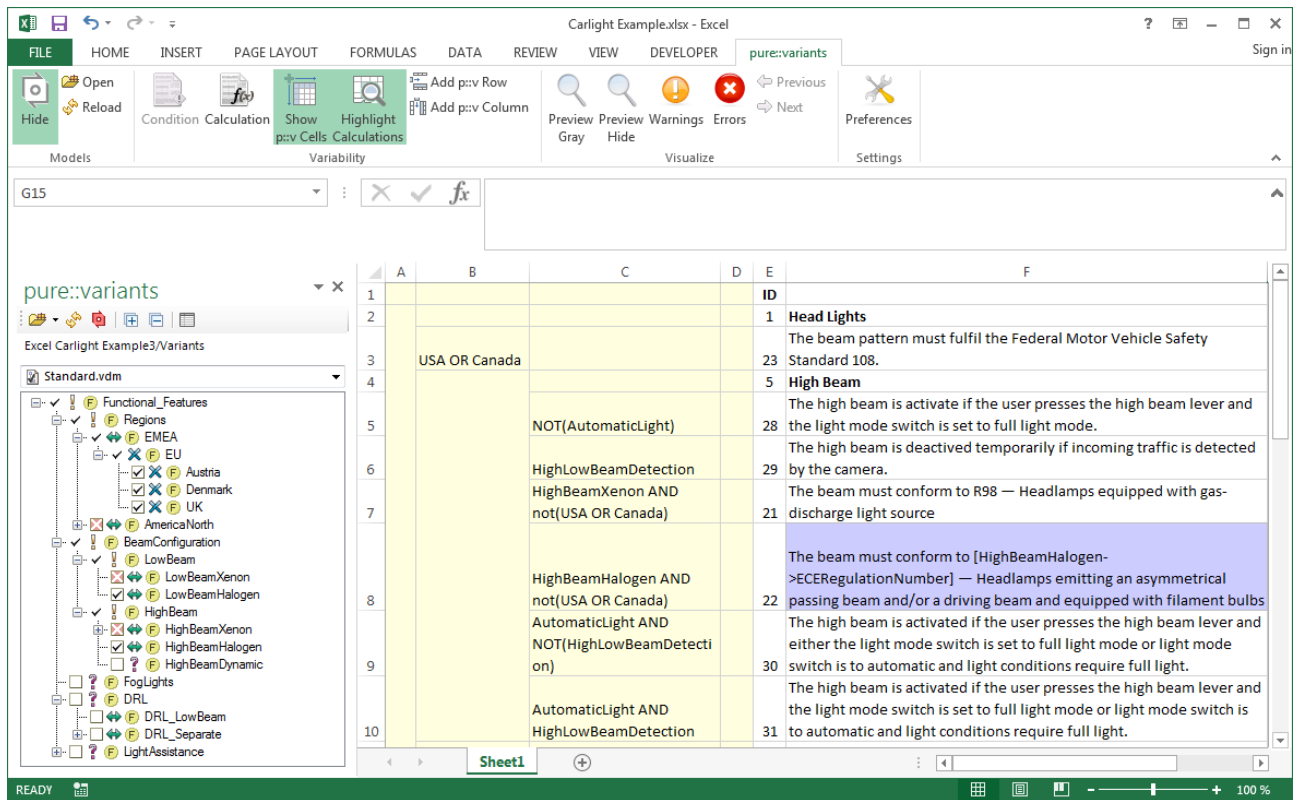 Carlight Example.xlsx - Excel
?
FILE HOME INSERT PAGE LAYOUT FORMULAS DATA REVIEW VIEW DEVELOPER pure::variants Sign in
Hide
Open
Reload
Models
Condition Calculation
Show p::v Cells
Highlight Calculations
Add p::v Row
Add p::v Column
Variability
Preview Gray
Preview Hide
Warnings Errors
Previous
Next
Visualize
Preferences
Settings
G15
fx
pure::variants
Excel Carlight Example3/Variants
Standard.vdm
Functional_Features
Regions
EMEA
EU
Austria
Denmark
UK
AmericaNorth
BeamConfiguration
LowBeam
LowBeamXenon
LowBeamHalogen
HighBeam
HighBeamXenon
HighBeamHalogen
HighBeamDynamic
FogLights
DRL
DRL_LowBeam
DRL_Separate
LightAssistance
A B C D E F
1 ID
2 1 Head Lights
The beam pattern must fulfil the Federal Motor Vehicle Safety
3 USA OR Canada 23 Standard 108.
4 5 High Beam
The high beam is activate if the user presses the high beam lever and
5 NOT(AutomaticLight) 28 the light mode switch is set to full light mode.
The high beam is deactived temporarily if incoming traffic is detected
6 HighLowBeamDetection 29 by the camera.
HighBeamXenon AND The beam must conform to R98 — Headlamps equipped with gas-
7 not(USA OR Canada) 21 discharge light source
The beam must conform to [HighBeamHalogen-
HighBeamHalogen AND >ECERegulationNumber] — Headlamps emitting an asymmetrical
8 not(USA OR Canada) 22 passing beam and/or a driving beam and equipped with filament bulbs
AutomaticLight AND The high beam is activated if the user presses the high beam lever and
NOT(HighLowBeamDetecti either the light mode switch is set to full light mode or light mode
9 on) 30 switch is to automatic and light conditions require full light.
The high beam is activated if the user presses the high beam lever and
AutomaticLight AND the light mode switch is set to full light mode or light mode switch is
10 HighLowBeamDetection 31 to automatic and light conditions require full light.
Sheet1
READY 100 %